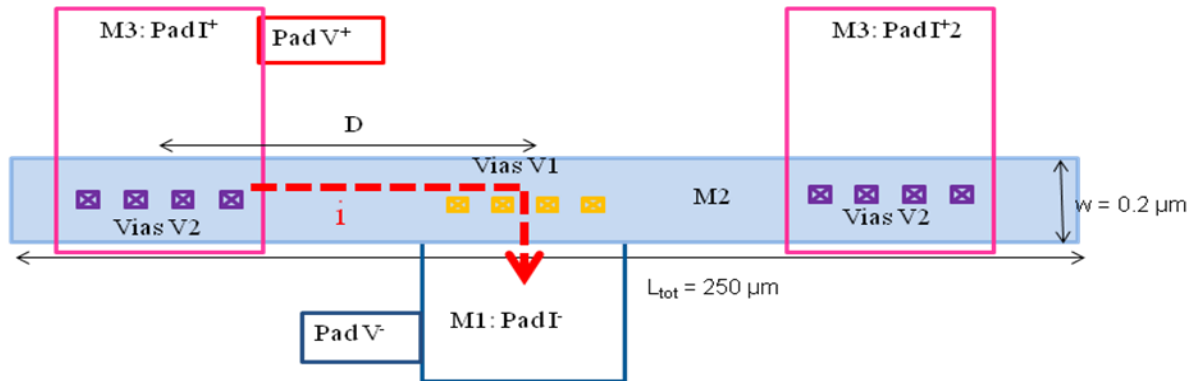 M3: Pad I⁺
Pad V⁺
M3: Pad I⁺2
D
Vias V1
M2
Vias V2
i
Vias V2
w = 0.2 µm
Ltot = 250 µm
M1: Pad I⁻
Pad V⁻